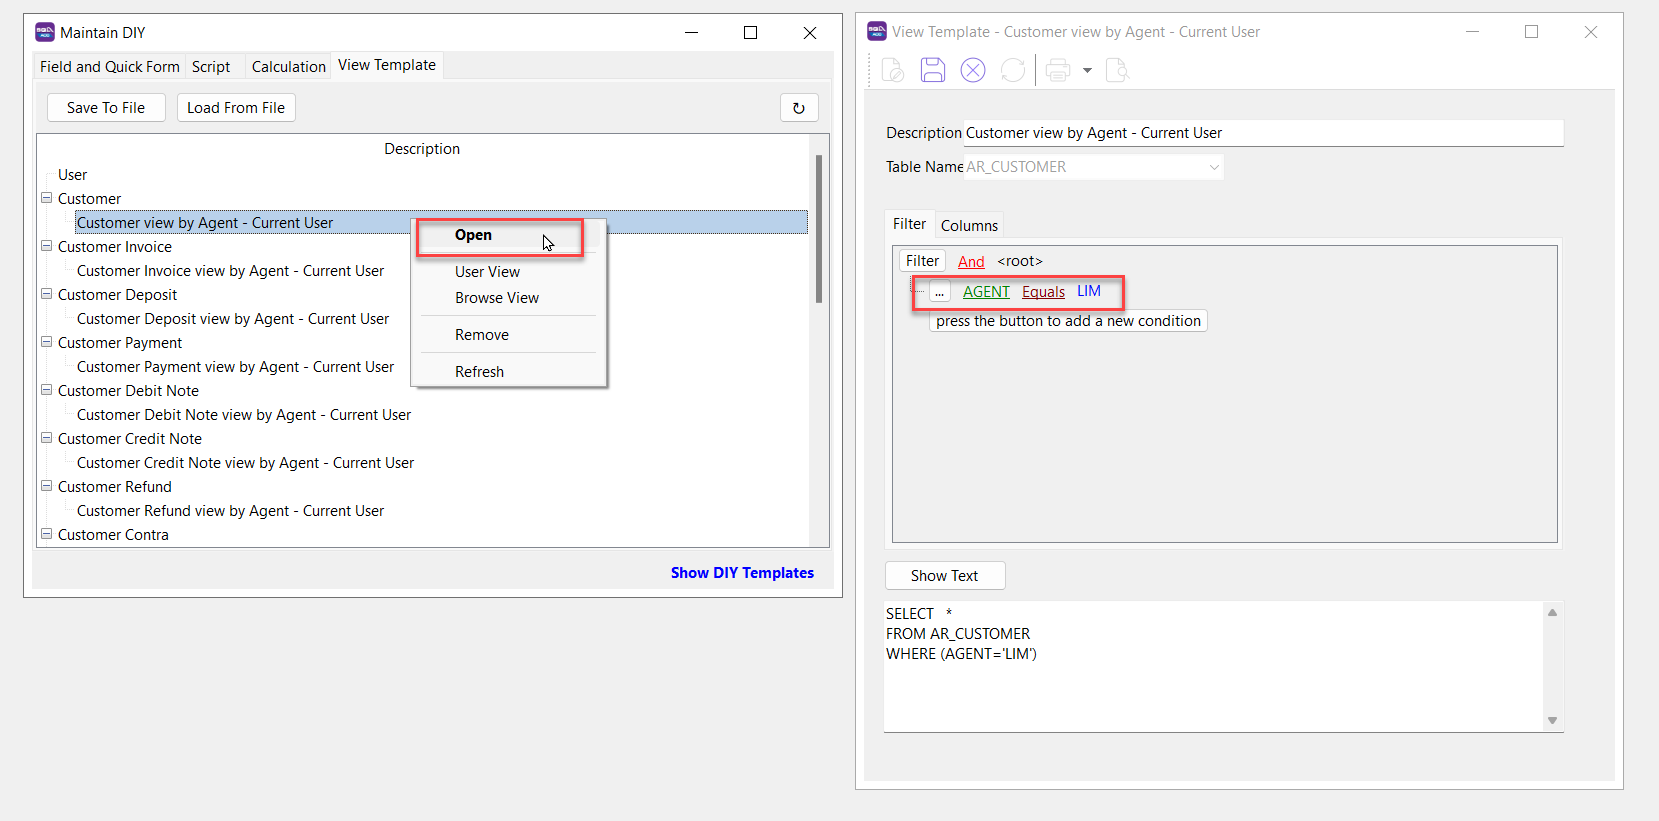 Maintain DIY
Field and Quick Form
Script
Calculation
View Template
Save To File
Load From File
Description
User
Customer
Customer view by Agent - Current User
Customer Invoice
Customer Invoice view by Agent - Current User
Customer Deposit
Customer Deposit view by Agent - Current User
Customer Payment
Customer Payment view by Agent - Current User
Customer Debit Note
Customer Debit Note view by Agent - Current User
Customer Credit Note
Customer Credit Note view by Agent - Current User
Customer Refund
Customer Refund view by Agent - Current User
Customer Contra
Open
User View
Browse View
Remove
Refresh
Show DIY Templates
View Template - Customer view by Agent - Current User
Description Customer view by Agent - Current User
Table Name AR_CUSTOMER
Filter
Columns
Filter And <root>
... AGENT Equals LIM
press the button to add a new condition
Show Text
SELECT *
FROM AR_CUSTOMER
WHERE (AGENT='LIM')